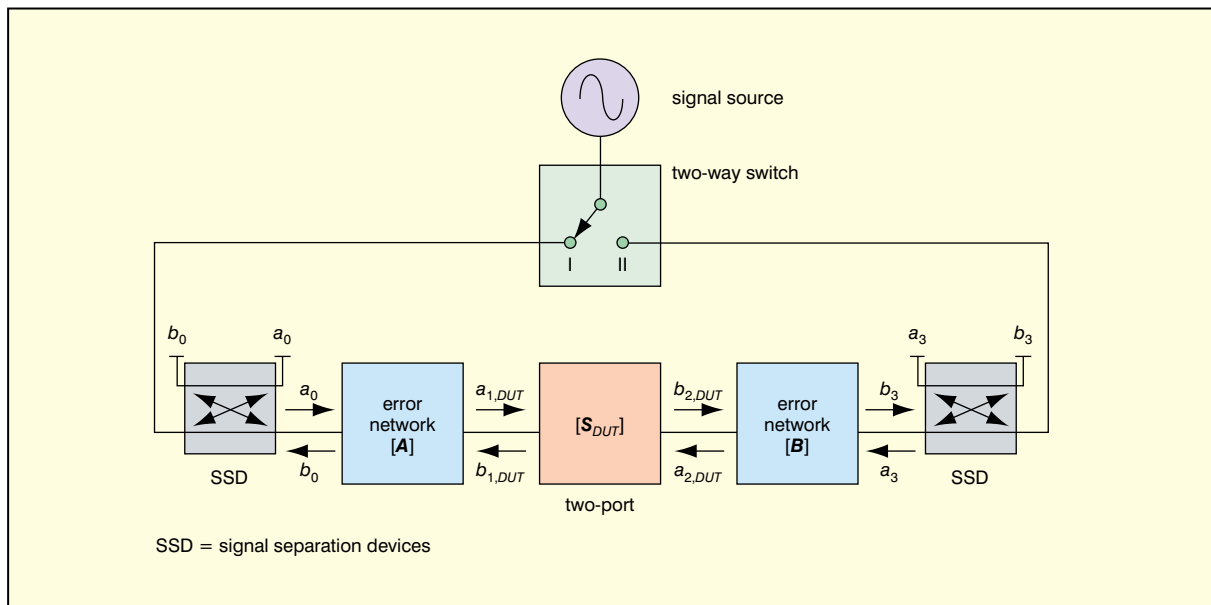 signal source
two-way switch
I II
b0 a0 a3 b3
a0 a1,DUT b2,DUT b3
error
network
[A]
[SDUT]
error
network
[B]
b0 b1,DUT a2,DUT a3
SSD two-port SSD
SSD = signal separation devices